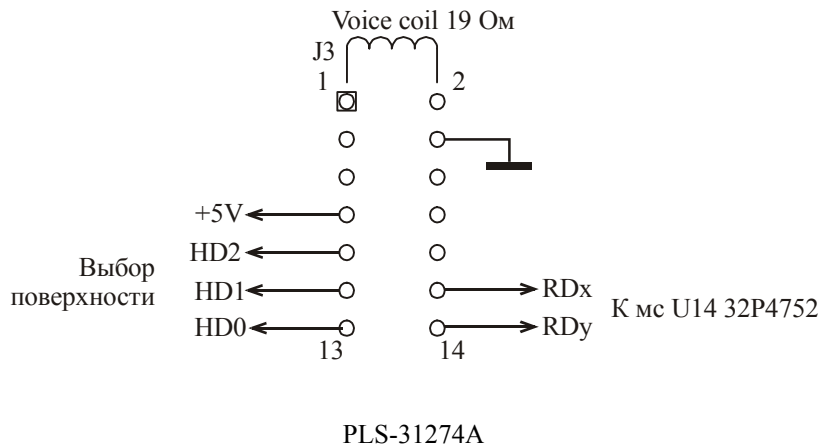 Voice coil 19 Ом
J3
1 2
+5V
HD2
Выбор
поверхности
HD1
RDx
К мс U14 32P4752
HD0
RDy
13 14
PLS-31274A